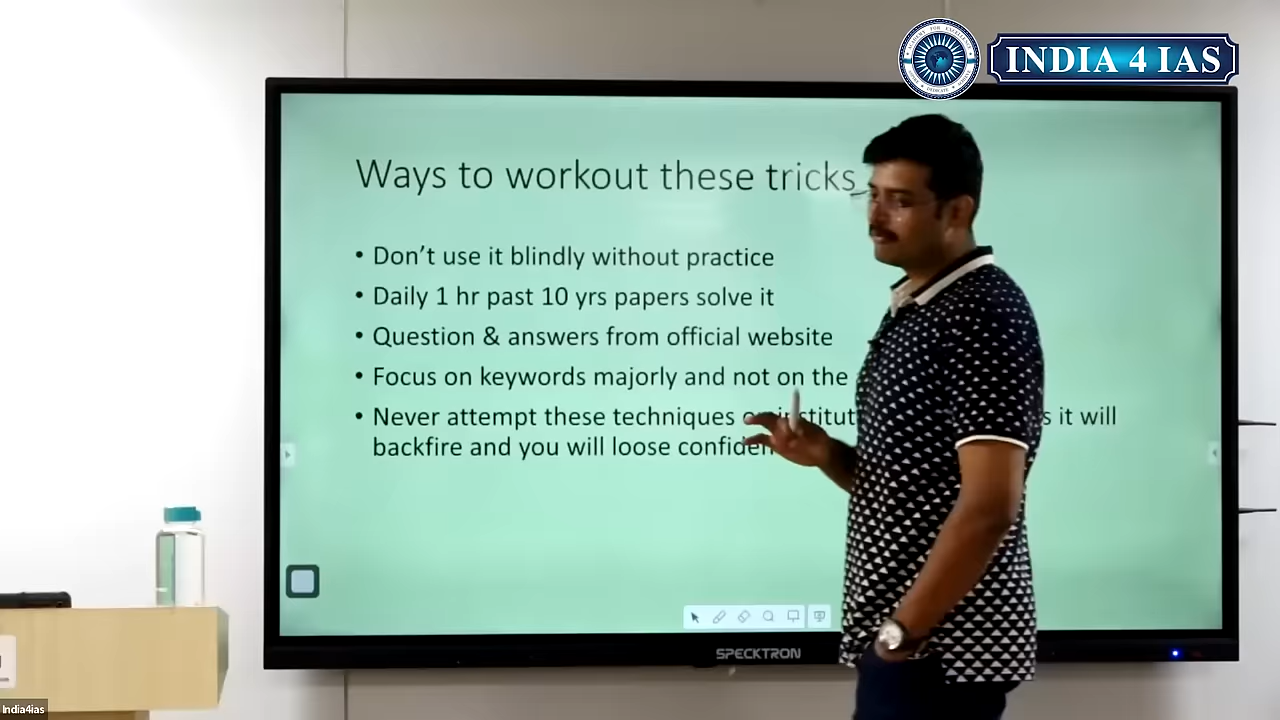 INDIA 4 IAS
Ways to workout these tricks
• Don't use it blindly without practice
• Daily 1 hr past 10 yrs papers solve it
• Question & answers from official website
• Focus on keywords majorly and not on the
• Never attempt these techniques it will
backfire and you will loose
SPECKTRON
India4ias